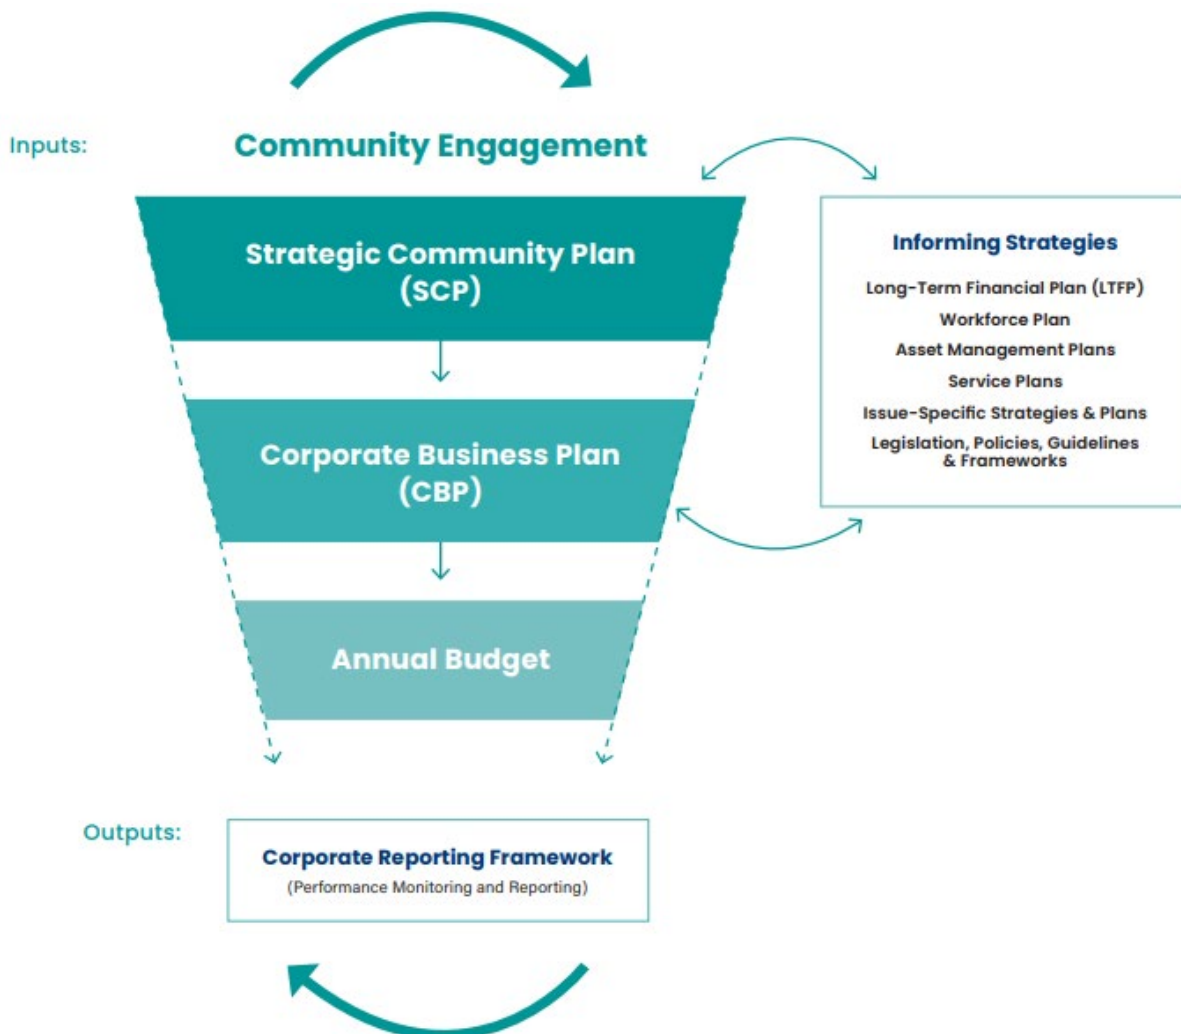 Inputs:
Community Engagement
Strategic Community Plan
(SCP)
Corporate Business Plan
(CBP)
Annual Budget
Informing Strategies
Long-Term Financial Plan (LTFP)
Workforce Plan
Asset Management Plans
Service Plans
Issue-Specific Strategies & Plans
Legislation, Policies, Guidelines
& Frameworks
Outputs:
Corporate Reporting Framework
(Performance Monitoring and Reporting)